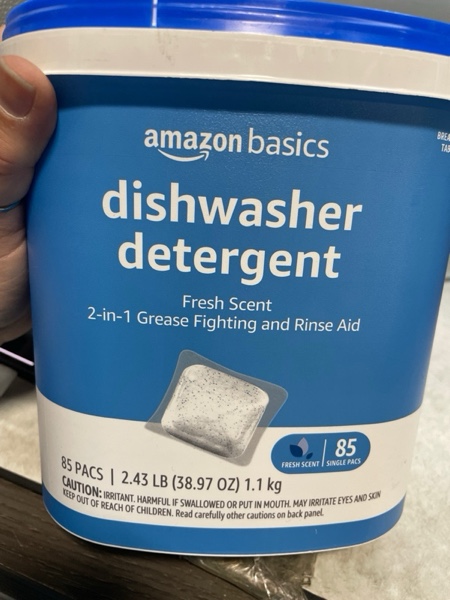 amazon basics
dishwasher
detergent
Fresh Scent
2-in-1 Grease Fighting and Rinse Aid
85
FRESH SCENT | SINGLE PACS
85 PACS | 2.43 LB (38.97 OZ) 1.1 kg
CAUTION: IRRITANT. HARMFUL IF SWALLOWED OR PUT IN MOUTH. MAY IRRITATE EYES AND SKIN
KEEP OUT OF REACH OF CHILDREN. Read carefully other cautions on back panel.